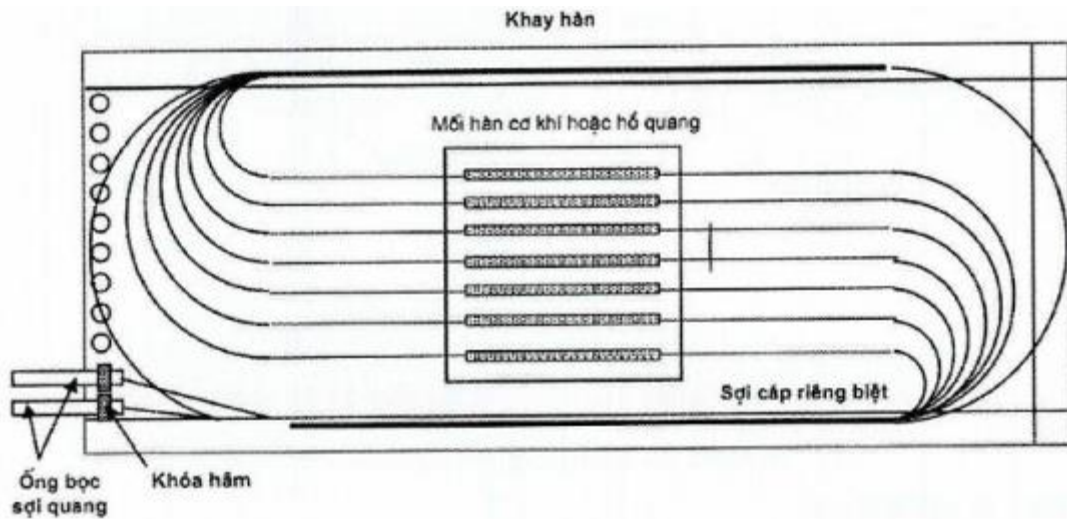 Khay hàn
Mối hàn cơ khí hoặc hồ quang
Sợi cáp riêng biệt
Ống bọc
sợi quang
Khóa hãm